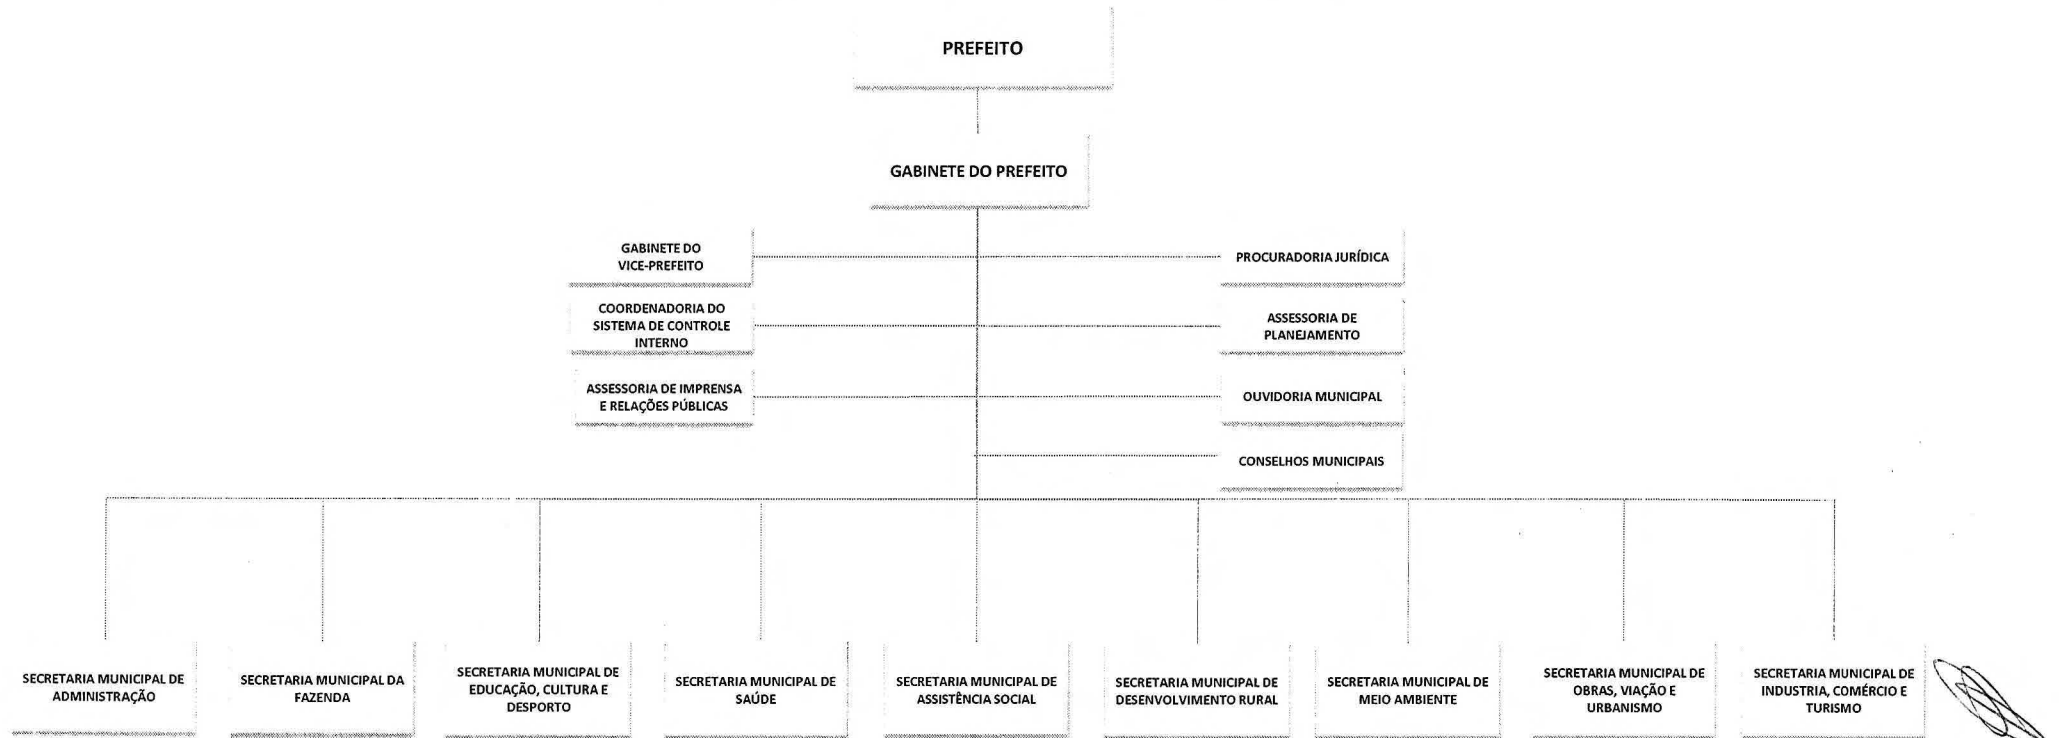 PREFEITO
GABINETE DO PREFEITO
GABINETE DO
VICE-PREFEITO
PROCURADORIA JURÍDICA
COORDENADORIA DO
SISTEMA DE CONTROLE
INTERNO
ASSESSORIA DE
PLANEJAMENTO
ASSESSORIA DE IMPRENSA
E RELAÇÕES PÚBLICAS
OUVIDORIA MUNICIPAL
CONSELHOS MUNICIPAIS
SECRETARIA MUNICIPAL DE
ADMINISTRAÇÃO
SECRETARIA MUNICIPAL DA
FAZENDA
SECRETARIA MUNICIPAL DE
EDUCAÇÃO, CULTURA E
DESPORTO
SECRETARIA MUNICIPAL DE
SAÚDE
SECRETARIA MUNICIPAL DE
ASSISTÊNCIA SOCIAL
SECRETARIA MUNICIPAL DE
DESENVOLVIMENTO RURAL
SECRETARIA MUNICIPAL DE
MEIO AMBIENTE
SECRETARIA MUNICIPAL DE
OBRAS, VIAÇÃO E
URBANISMO
SECRETARIA MUNICIPAL DE
INDUSTRIA, COMÉRCIO E
TURISMO